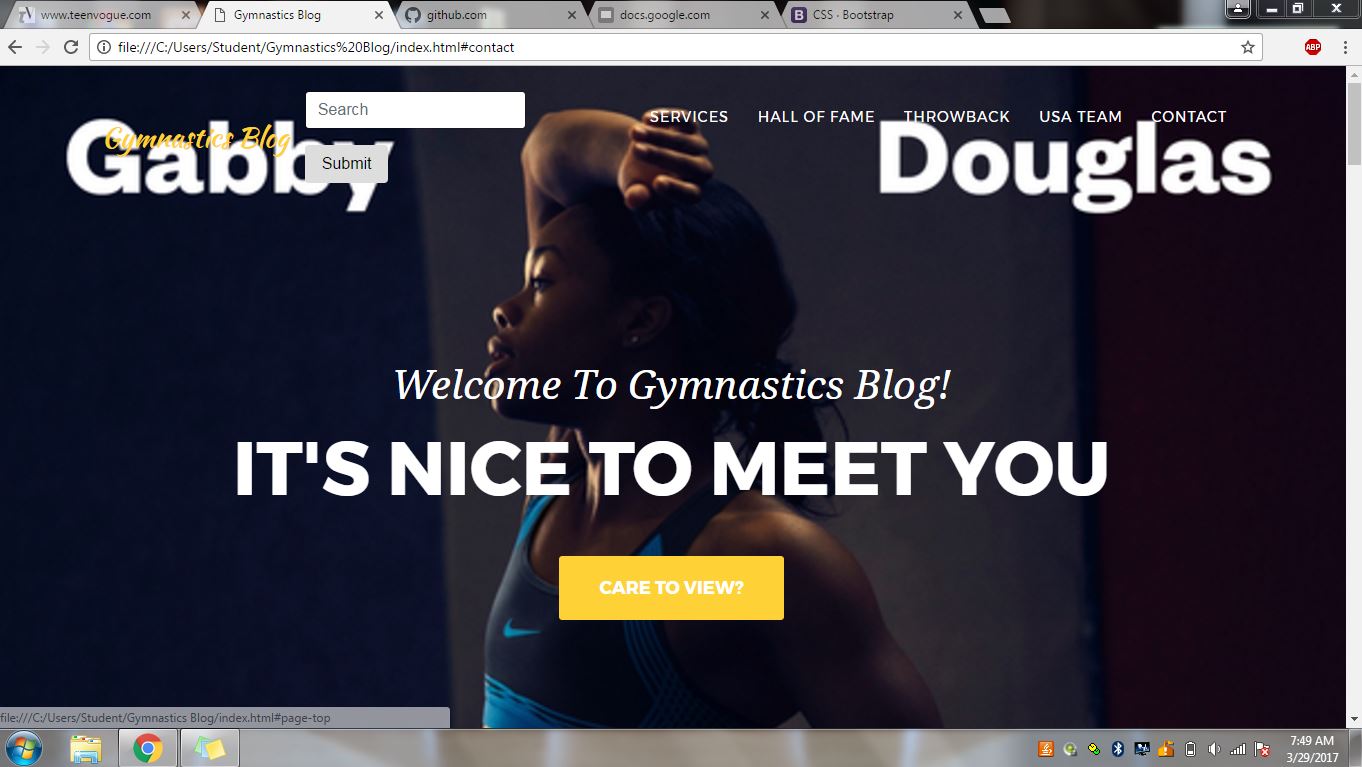 www.teenvogue.com
Gymnastics Blog
github.com
docs.google.com
CSS · Bootstrap
file:///C:/Users/Student/Gymnastics%20Blog/index.html#contact
ABP
Gymnastics Blog
Search
Submit
SERVICES HALL OF FAME THROWBACK USA TEAM CONTACT
Gabby Douglas
Welcome To Gymnastics Blog!
IT'S NICE TO MEET YOU
CARE TO VIEW?
file:///C:/Users/Student/Gymnastics Blog/index.html#page-top
7:49 AM
3/29/2017